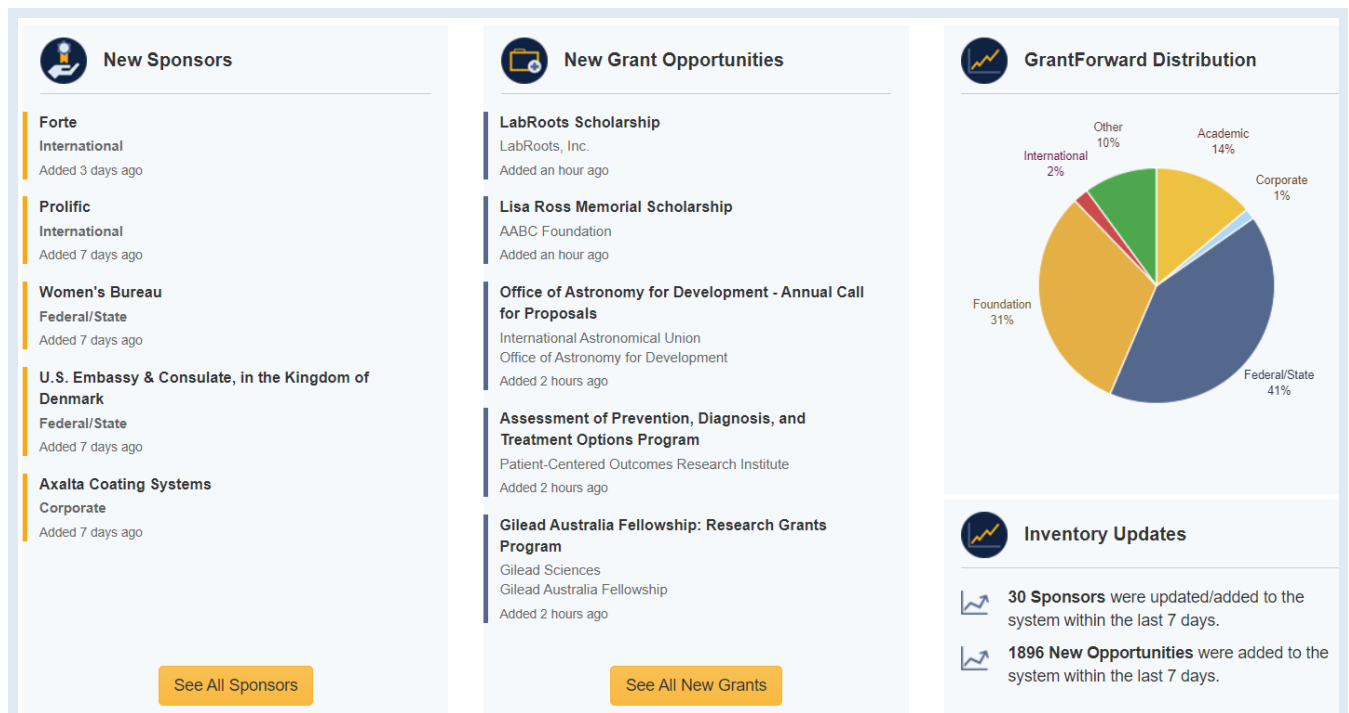 New Sponsors
Forte
International
Added 3 days ago
Prolific
International
Added 7 days ago
Women's Bureau
Federal/State
Added 7 days ago
U.S. Embassy & Consulate, in the Kingdom of
Denmark
Federal/State
Added 7 days ago
Axalta Coating Systems
Corporate
Added 7 days ago
See All Sponsors
New Grant Opportunities
LabRoots Scholarship
LabRoots, Inc.
Added an hour ago
Lisa Ross Memorial Scholarship
AABC Foundation
Added an hour ago
Office of Astronomy for Development - Annual Call
for Proposals
International Astronomical Union
Office of Astronomy for Development
Added 2 hours ago
Assessment of Prevention, Diagnosis, and
Treatment Options Program
Patient-Centered Outcomes Research Institute
Added 2 hours ago
Gilead Australia Fellowship: Research Grants
Program
Gilead Sciences
Gilead Australia Fellowship
Added 2 hours ago
See All New Grants
GrantForward Distribution
Other
10%
Academic
14%
International
2%
Corporate
1%
Foundation
31%
Federal/State
41%
Inventory Updates
30 Sponsors were updated/added to the
system within the last 7 days.
1896 New Opportunities were added to the
system within the last 7 days.